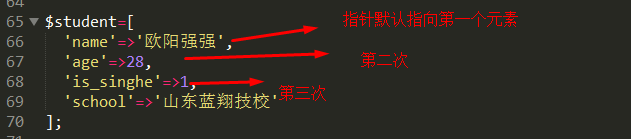 65 $student=[
66 'name'=>'欧阳强强', 指针默认指向第一个元素
67 'age'=>28, 第二次
68 'is_singhe'=>1, 第三次
69 'school'=>'山东蓝翔技校'
70 ];